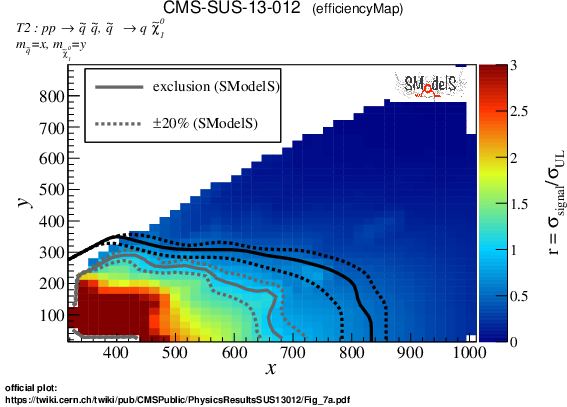 CMS-SUS-13-012 (efficiencyMap)
T2 : pp → q̃ q̃, q̃ → q χ̃₁⁰
m_q̃=x, m_χ̃₁⁰=y
exclusion (SModelS)
±20% (SModelS)
SModelS
800
700
600
500
400
300
200
100
y
400 500 600 700 800 900 1000
x
3
2.5
2
1.5
1
0.5
0
r = σ_signal/σ_UL
official plot:
https://twiki.cern.ch/twiki/pub/CMSPublic/PhysicsResultsSUS13012/Fig_7a.pdf